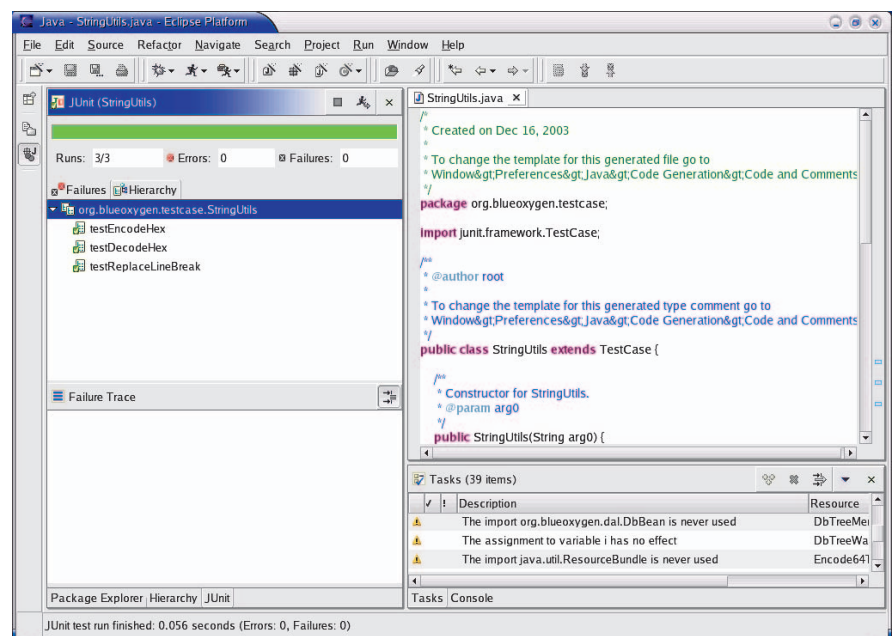 Java - StringUtils.java - Eclipse Platform
File Edit Source Refactor Navigate Search Project Run Window Help
JUnit (StringUtils)
Runs: 3/3 Errors: 0 Failures: 0
Failures Hierarchy
org.blueoxygen.testcase.StringUtils
testEncodeHex
testDecodeHex
testReplaceLineBreak
Failure Trace
Package Explorer Hierarchy JUnit
StringUtils.java
/*
* Created on Dec 16, 2003
*
* To change the template for this generated file go to
* Window&gt;Preferences&gt;Java&gt;Code Generation&gt;Code and Comments
*/
package org.blueoxygen.testcase;
import junit.framework.TestCase;
/**
* @author root
*
* To change the template for this generated type comment go to
* Window&gt;Preferences&gt;Java&gt;Code Generation&gt;Code and Comments
*/
public class StringUtils extends TestCase {
/**
* Constructor for StringUtils.
* @param arg0
*/
public StringUtils(String arg0) {
Tasks (39 items)
✓ ! Description Resource
The import org.blueoxygen.dal.DbBean is never used DbTreeMe
The assignment to variable i has no effect DbTreeWa
The import java.util.ResourceBundle is never used Encode64T
Tasks Console
JUnit test run finished: 0.056 seconds (Errors: 0, Failures: 0)